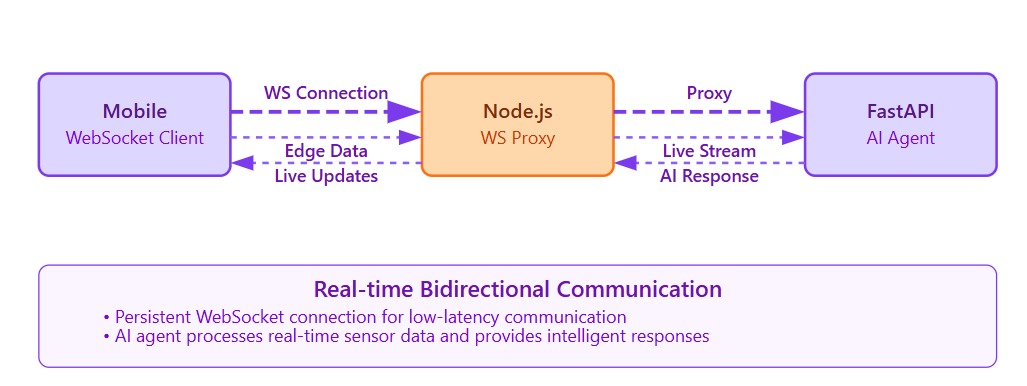 WS Connection
Proxy
Mobile
WebSocket Client
Node.js
WS Proxy
FastAPI
AI Agent
Edge Data
Live Updates
Live Stream
AI Response
Real-time Bidirectional Communication
• Persistent WebSocket connection for low-latency communication
• AI agent processes real-time sensor data and provides intelligent responses